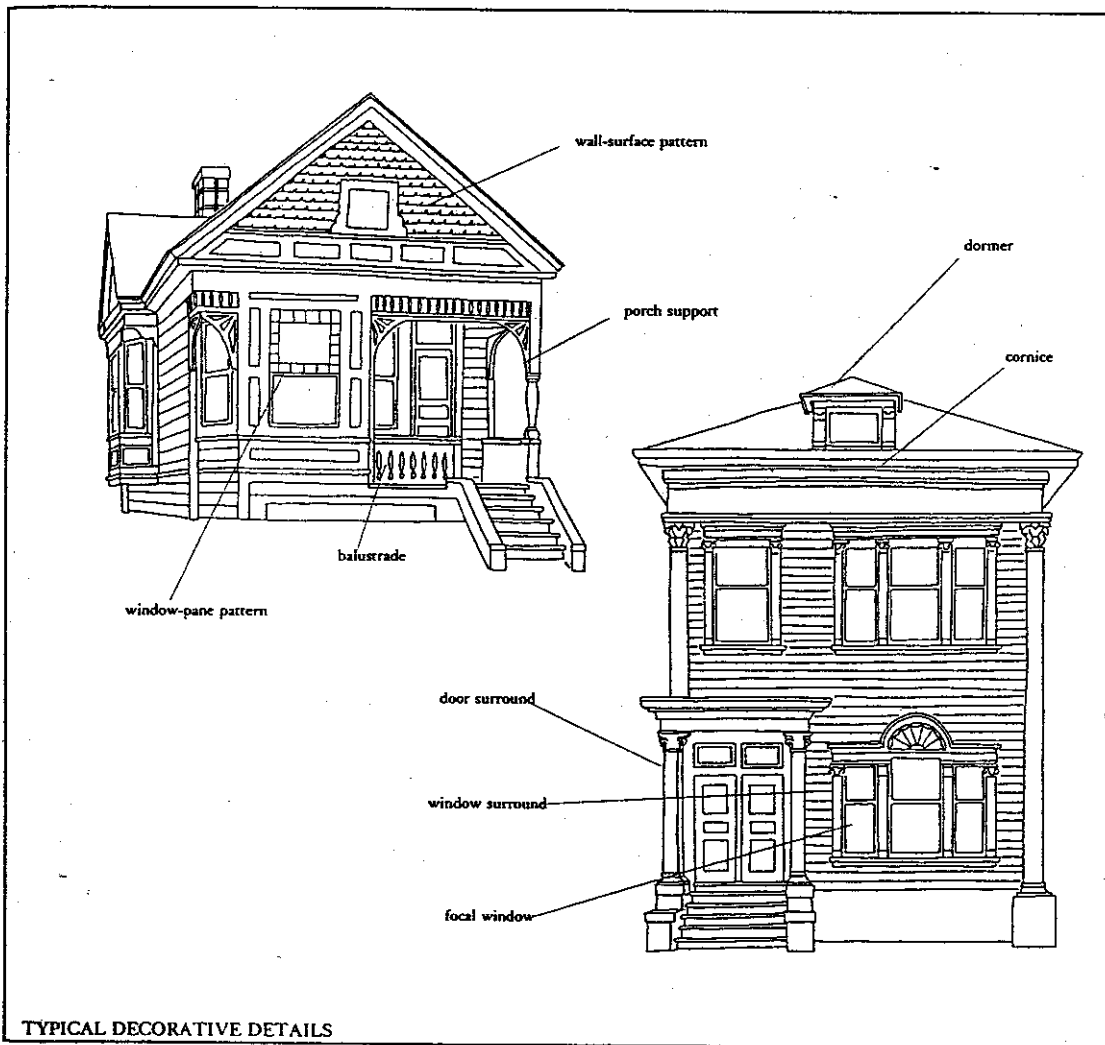 wall-surface pattern
dormer
porch support
cornice
balustrade
window-pane pattern
door surround
window surround
focal window
TYPICAL DECORATIVE DETAILS